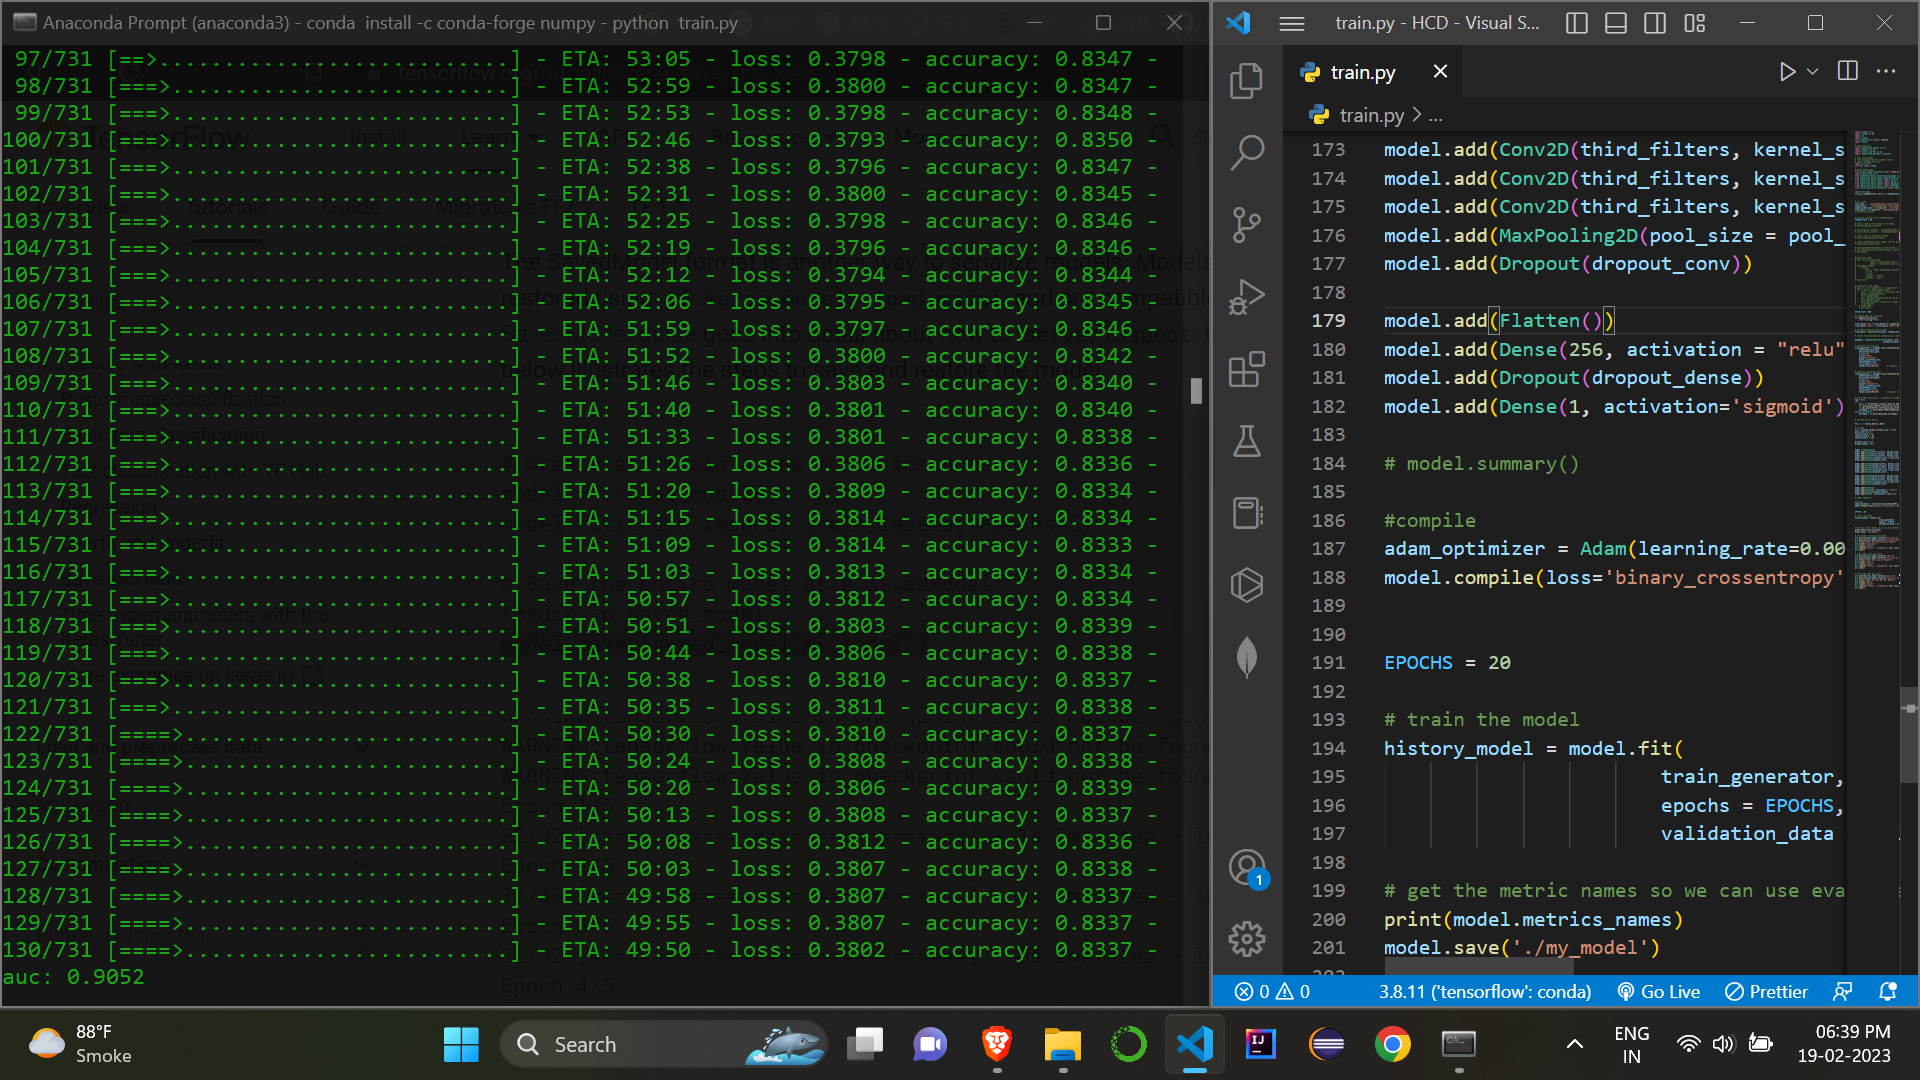 Anaconda Prompt (anaconda3) - conda  install -c conda-forge numpy - python  train.py
97/731 [==>...........................] - ETA: 53:05 - loss: 0.3798 - accuracy: 0.8347 -
98/731 [===>..........................] - ETA: 52:59 - loss: 0.3800 - accuracy: 0.8347 -
99/731 [===>..........................] - ETA: 52:53 - loss: 0.3798 - accuracy: 0.8348 -
100/731 [===>..........................] - ETA: 52:46 - loss: 0.3793 - accuracy: 0.8350 -
101/731 [===>..........................] - ETA: 52:38 - loss: 0.3796 - accuracy: 0.8347 -
102/731 [===>..........................] - ETA: 52:31 - loss: 0.3800 - accuracy: 0.8345 -
103/731 [===>..........................] - ETA: 52:25 - loss: 0.3798 - accuracy: 0.8346 -
104/731 [===>..........................] - ETA: 52:19 - loss: 0.3796 - accuracy: 0.8346 -
105/731 [===>..........................] - ETA: 52:12 - loss: 0.3794 - accuracy: 0.8344 -
106/731 [===>..........................] - ETA: 52:06 - loss: 0.3795 - accuracy: 0.8345 -
107/731 [===>..........................] - ETA: 51:59 - loss: 0.3797 - accuracy: 0.8346 -
108/731 [===>..........................] - ETA: 51:52 - loss: 0.3800 - accuracy: 0.8342 -
109/731 [===>..........................] - ETA: 51:46 - loss: 0.3803 - accuracy: 0.8340 -
110/731 [===>..........................] - ETA: 51:40 - loss: 0.3801 - accuracy: 0.8340 -
111/731 [===>..........................] - ETA: 51:33 - loss: 0.3801 - accuracy: 0.8338 -
112/731 [===>..........................] - ETA: 51:26 - loss: 0.3806 - accuracy: 0.8336 -
113/731 [===>..........................] - ETA: 51:20 - loss: 0.3809 - accuracy: 0.8334 -
114/731 [===>..........................] - ETA: 51:15 - loss: 0.3814 - accuracy: 0.8334 -
115/731 [===>..........................] - ETA: 51:09 - loss: 0.3814 - accuracy: 0.8333 -
116/731 [===>..........................] - ETA: 51:03 - loss: 0.3813 - accuracy: 0.8334 -
117/731 [===>..........................] - ETA: 50:57 - loss: 0.3812 - accuracy: 0.8334 -
118/731 [===>..........................] - ETA: 50:51 - loss: 0.3803 - accuracy: 0.8339 -
119/731 [===>..........................] - ETA: 50:44 - loss: 0.3806 - accuracy: 0.8338 -
120/731 [===>..........................] - ETA: 50:38 - loss: 0.3810 - accuracy: 0.8337 -
121/731 [===>..........................] - ETA: 50:35 - loss: 0.3811 - accuracy: 0.8338 -
122/731 [====>.........................] - ETA: 50:30 - loss: 0.3810 - accuracy: 0.8337 -
123/731 [====>.........................] - ETA: 50:24 - loss: 0.3808 - accuracy: 0.8338 -
124/731 [====>.........................] - ETA: 50:20 - loss: 0.3806 - accuracy: 0.8339 -
125/731 [====>.........................] - ETA: 50:13 - loss: 0.3808 - accuracy: 0.8337 -
126/731 [====>.........................] - ETA: 50:08 - loss: 0.3812 - accuracy: 0.8336 -
127/731 [====>.........................] - ETA: 50:03 - loss: 0.3807 - accuracy: 0.8338 -
128/731 [====>.........................] - ETA: 49:58 - loss: 0.3807 - accuracy: 0.8337 -
129/731 [====>.........................] - ETA: 49:55 - loss: 0.3807 - accuracy: 0.8337 -
130/731 [====>.........................] - ETA: 49:50 - loss: 0.3802 - accuracy: 0.8337 -
auc: 0.9052
train.py - HCD - Visual S...
train.py
train.py > ...
173 model.add(Conv2D(third_filters, kernel_s
174 model.add(Conv2D(third_filters, kernel_s
175 model.add(Conv2D(third_filters, kernel_s
176 model.add(MaxPooling2D(pool_size = pool_
177 model.add(Dropout(dropout_conv))
178
179 model.add(Flatten())
180 model.add(Dense(256, activation = "relu"
181 model.add(Dropout(dropout_dense))
182 model.add(Dense(1, activation='sigmoid')
183
184 # model.summary()
185
186 #compile
187 adam_optimizer = Adam(learning_rate=0.00
188 model.compile(loss='binary_crossentropy'
189
190
191 EPOCHS = 20
192
193 # train the model
194 history_model = model.fit(
195 train_generator,
196 epochs = EPOCHS,
197 validation_data
198
199 # get the metric names so we can use eva
200 print(model.metrics_names)
201 model.save('./my_model')
1
0 0 3.8.11 ('tensorflow': conda) Go Live Prettier
88°F
Smoke
Search
ENG
IN
06:39 PM
19-02-2023